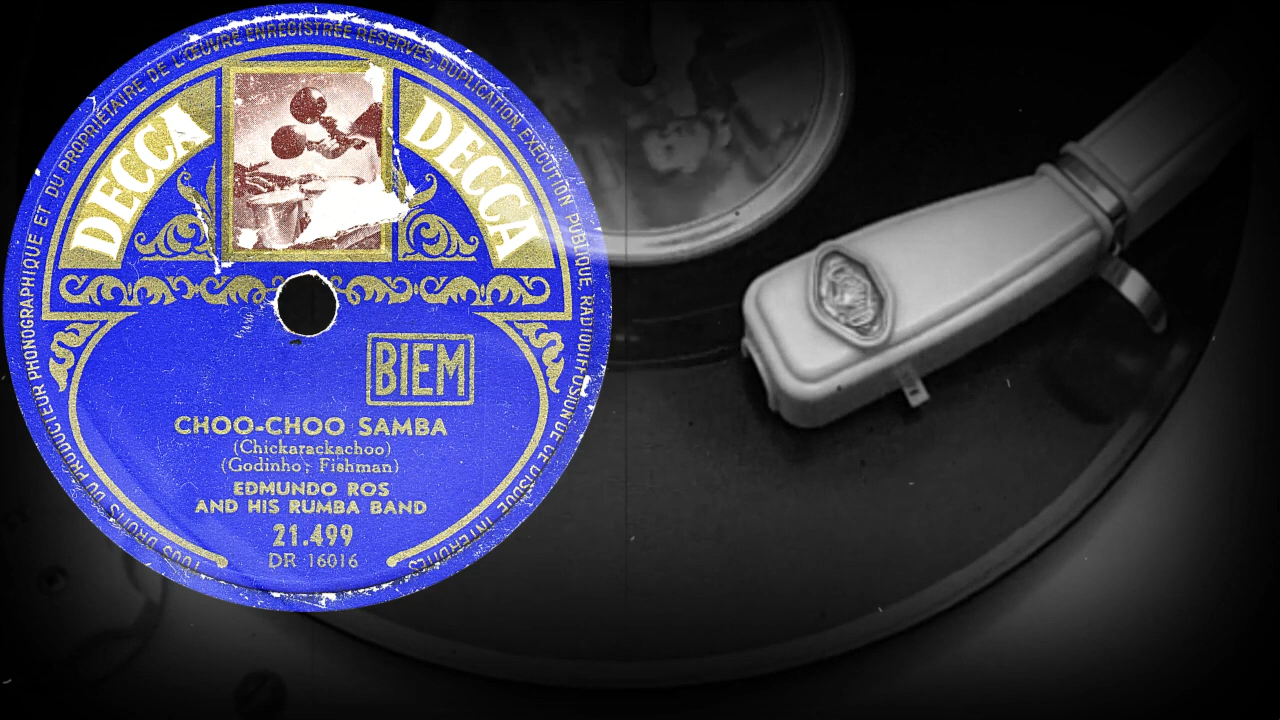 TOUS DROITS DU PRODUCTEUR PHONOGRAPHIQUE ET DU PROPRIÉTAIRE DE L'ŒUVRE ENREGISTRÉE RÉSERVÉS, DUPLICATION, EXÉCUTION PUBLIQUE, RADIODIFFUSION DE CE DISQUE INTERDITES
DECCA DECCA
BIEM
CHOO-CHOO SAMBA
(Chickarackachoo)
(Godinho; Fishman)
EDMUNDO ROS
AND HIS RUMBA BAND
21.499
DR 16016